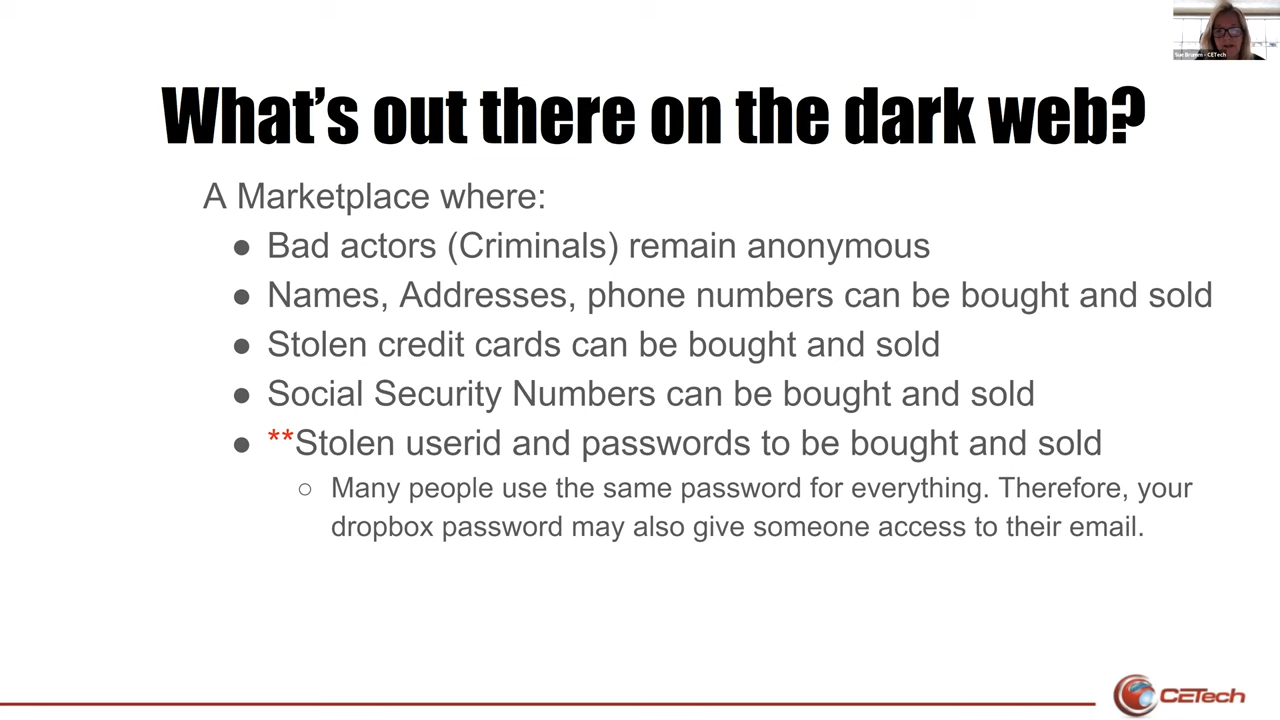 Sue Brumm - CETech
What's out there on the dark web?
A Marketplace where:
● Bad actors (Criminals) remain anonymous
● Names, Addresses, phone numbers can be bought and sold
● Stolen credit cards can be bought and sold
● Social Security Numbers can be bought and sold
● **Stolen userid and passwords to be bought and sold
○ Many people use the same password for everything. Therefore, your
dropbox password may also give someone access to their email.
CETech